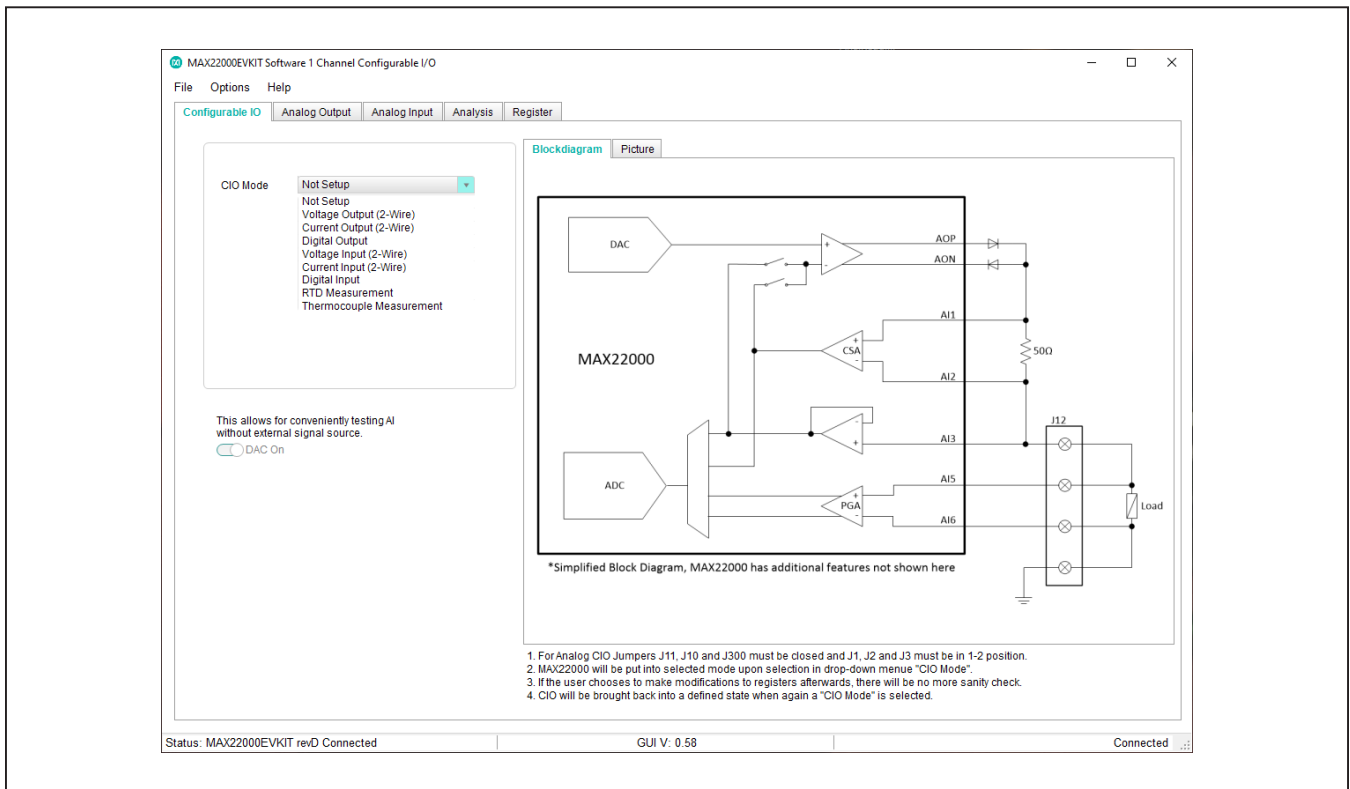 MAX22000EVKIT Software 1 Channel Configurable I/O
File Options Help
Configurable IO Analog Output Analog Input Analysis Register
Blockdiagram Picture
CIO Mode Not Setup
Not Setup
Voltage Output (2-Wire)
Current Output (2-Wire)
Digital Output
Voltage Input (2-Wire)
Current Input (2-Wire)
Digital Input
RTD Measurement
Thermocouple Measurement
This allows for conveniently testing AI
without external signal source.
DAC On
DAC
+
-
AOP
AON
AI1
MAX22000
+
CSA
-
50Ω
AI2
J12
-
+
AI3
ADC
AI5
+
PGA
-
Load
AI6
*Simplified Block Diagram, MAX22000 has additional features not shown here
1. For Analog CIO Jumpers J11, J10 and J300 must be closed and J1, J2 and J3 must be in 1-2 position.
2. MAX22000 will be put into selected mode upon selection in drop-down menue "CIO Mode".
3. If the user chooses to make modifications to registers afterwards, there will be no more sanity check.
4. CIO will be brought back into a defined state when again a "CIO Mode" is selected.
Status: MAX22000EVKIT revD Connected GUI V: 0.58 Connected